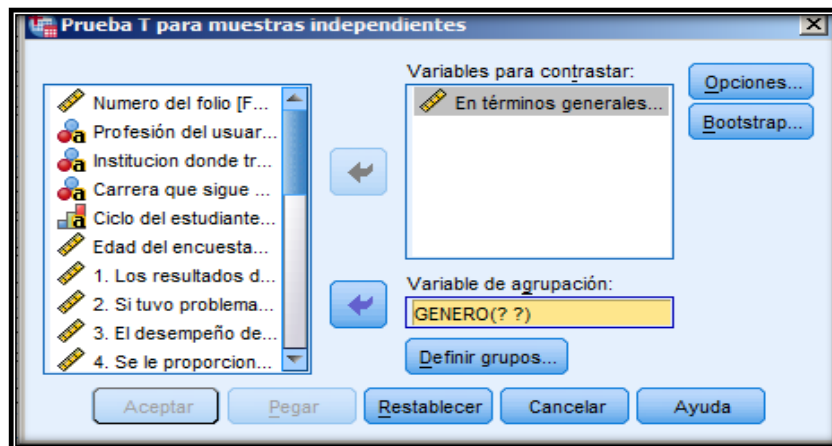 Prueba T para muestras independientes
Numero del folio [F...
Profesión del usuar...
Institucion donde tr...
Carrera que sigue ...
Ciclo del estudiante...
Edad del encuesta...
1. Los resultados d...
2. Si tuvo problema...
3. El desempeño de...
4. Se le proporcion...
Variables para contrastar:
En términos generales...
Variable de agrupación:
GENERO(? ?)
Definir grupos...
Opciones...
Bootstrap...
Aceptar
Pegar
Restablecer
Cancelar
Ayuda